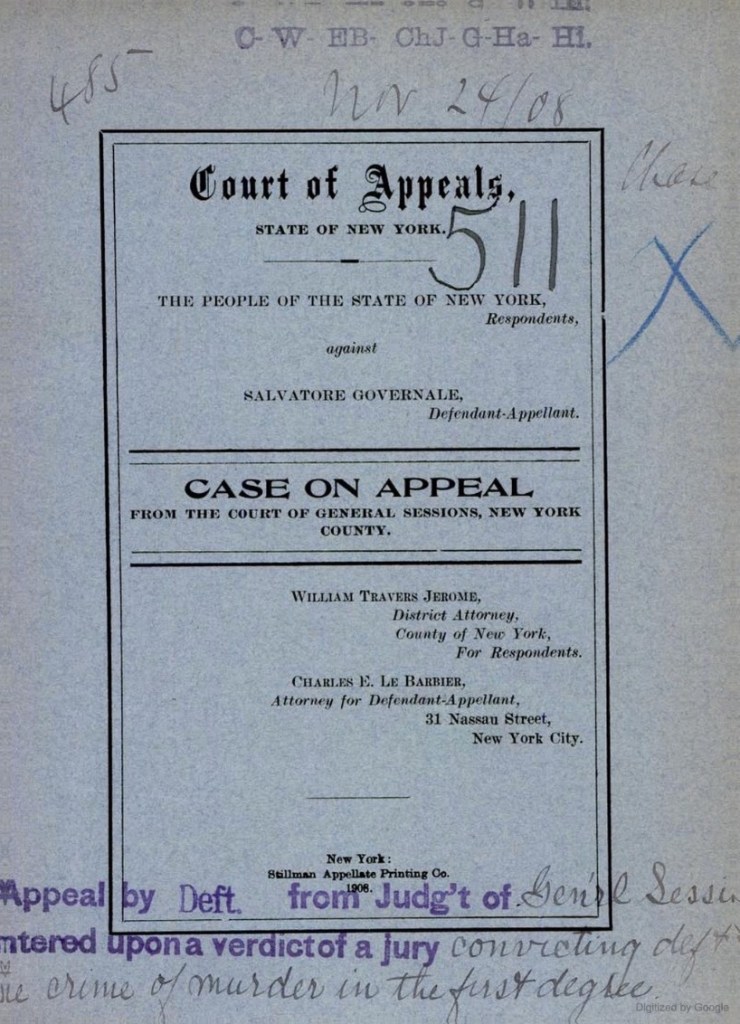 C- W- EB- ChJ- G- Ha- Hi.
485
Nov 24/08
Chase
Court of Appeals,
STATE OF NEW YORK.
511
THE PEOPLE OF THE STATE OF NEW YORK,
Respondents,
against
SALVATORE GOVERNALE,
Defendant-Appellant.
CASE ON APPEAL
FROM THE COURT OF GENERAL SESSIONS, NEW YORK
COUNTY.
WILLIAM TRAVERS JEROME,
District Attorney,
County of New York,
For Respondents.
CHARLES E. LE BARBIER,
Attorney for Defendant-Appellant,
31 Nassau Street,
New York City.
New York:
Stillman Appellate Printing Co.
1908.
Appeal by Deft. from Judg't of Gen'rl Sessi
ntered upon a verdict of a jury convicting deft
crime of murder in the first degree.
Digitized by Google